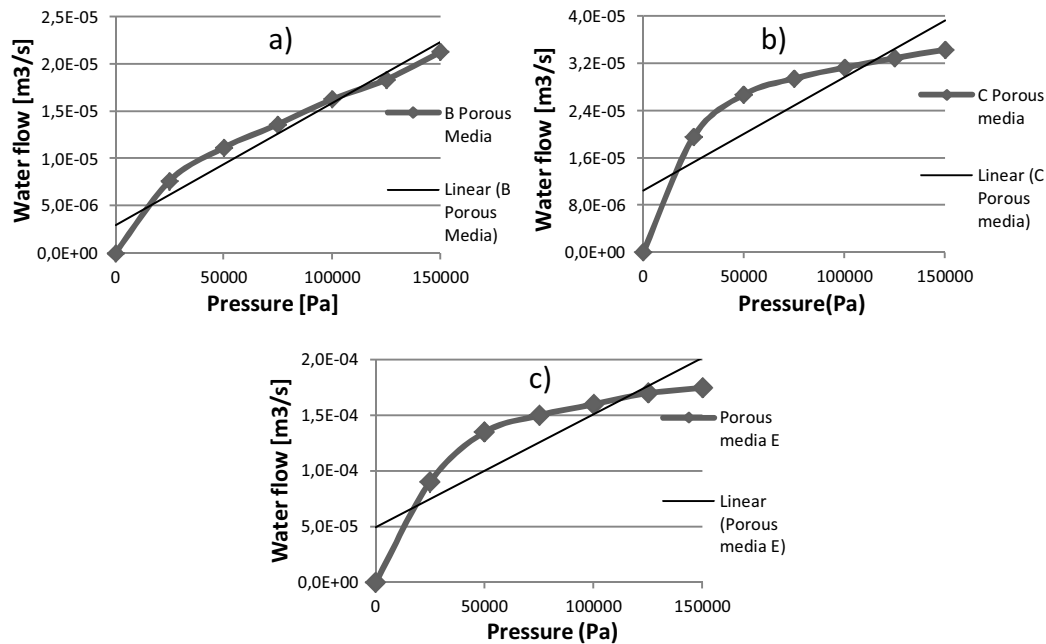 a)
Water flow [m3/s]
2,5E-05
2,0E-05
1,5E-05
1,0E-05
5,0E-06
0,0E+00
0
50000
100000
150000
Pressure [Pa]
B Porous
Media
Linear (B
Porous
Media)
b)
Water flow [m3/s]
4,0E-05
3,2E-05
2,4E-05
1,6E-05
8,0E-06
0,0E+00
0
50000
100000
150000
Pressure(Pa)
C Porous
media
Linear (C
Porous
media)
c)
Water flow [m3/s]
2,0E-04
1,5E-04
1,0E-04
5,0E-05
0,0E+00
0
50000
100000
150000
Pressure (Pa)
Porous
media E
Linear
(Porous
media E)